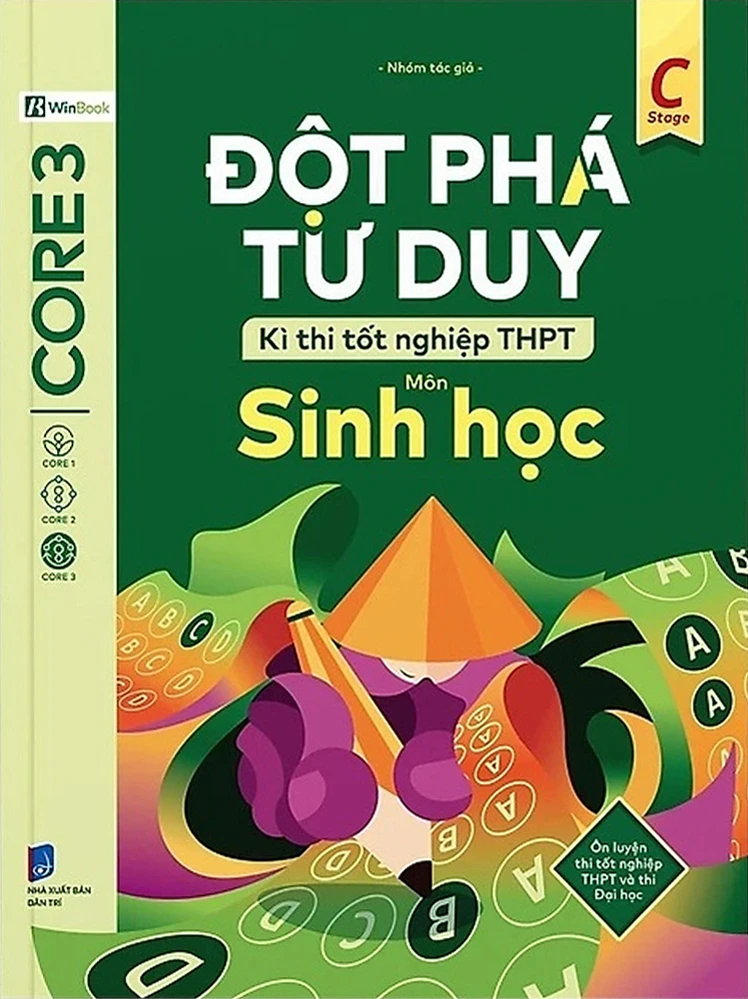 - Nhóm tác giả -
C
Stage
WinBook
CORE 3
ĐỘT PHÁ
TƯ DUY
Kì thi tốt nghiệp THPT
Môn
Sinh học
CORE 1
CORE 2
CORE 3
A B C D
A B C D
A B C D
A
A B
A
A
A
A
A
A
A
B
A
D
D
C
B
A
D
Ôn luyện
thi tốt nghiệp
THPT và thi
Đại học
NHÀ XUẤT BẢN
DÂN TRÍ